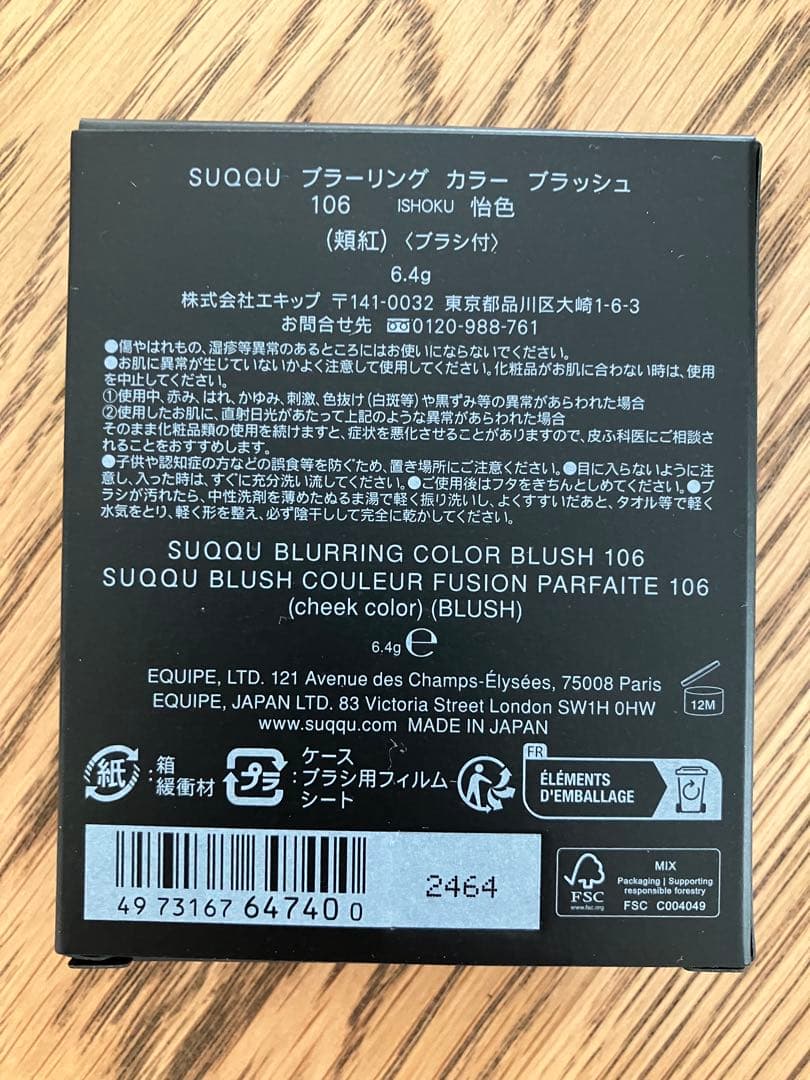 SUQQU ブラーリング カラー ブラッシュ
106 ISHOKU 怡色
(頬紅)〈ブラシ付〉
6.4g
株式会社エキップ 〒141-0032 東京都品川区大崎1-6-3
お問合せ先 0120-988-761
●傷やはれもの、湿疹等異常のあるところにはお使いにならないでください。
●お肌に異常が生じていないかよく注意して使用してください。化粧品がお肌に合わない時は、使用
を中止してください。
①使用中、赤み、はれ、かゆみ、刺激、色抜け(白斑等)や黒ずみ等の異常があらわれた場合
②使用したお肌に、直射日光があたって上記のような異常があらわれた場合
そのまま化粧品類の使用を続けますと、症状を悪化させることがありますので、皮ふ科医にご相談さ
れることをおすすめします。
●子供や認知症の方などの誤食等を防ぐため、置き場所にご注意ください。●目に入らないように注
意し、入った時は、すぐに充分洗い流してください。●ご使用後はフタをきちんとしめてください。●ブ
ラシが汚れたら、中性洗剤を薄めたぬるま湯で軽く振り洗いし、よくすすいだあと、タオル等で軽く
水気をとり、軽く形を整え、必ず陰干しして完全に乾かしてください。
SUQQU BLURRING COLOR BLUSH 106
SUQQU BLUSH COULEUR FUSION PARFAITE 106
(cheek color) (BLUSH)
6.4g ℮
EQUIPE, LTD. 121 Avenue des Champs-Élysées, 75008 Paris
EQUIPE, JAPAN LTD. 83 Victoria Street London SW1H 0HW
www.suqqu.com MADE IN JAPAN
12M
紙:箱
緩衝材
プラ:ケース
ブラシ用フィルム
シート
FR
ÉLÉMENTS
D'EMBALLAGE
4973167647400
2464
FSC
www.fsc.org
MIX
Packaging | Supporting
responsible forestry
FSC C004049